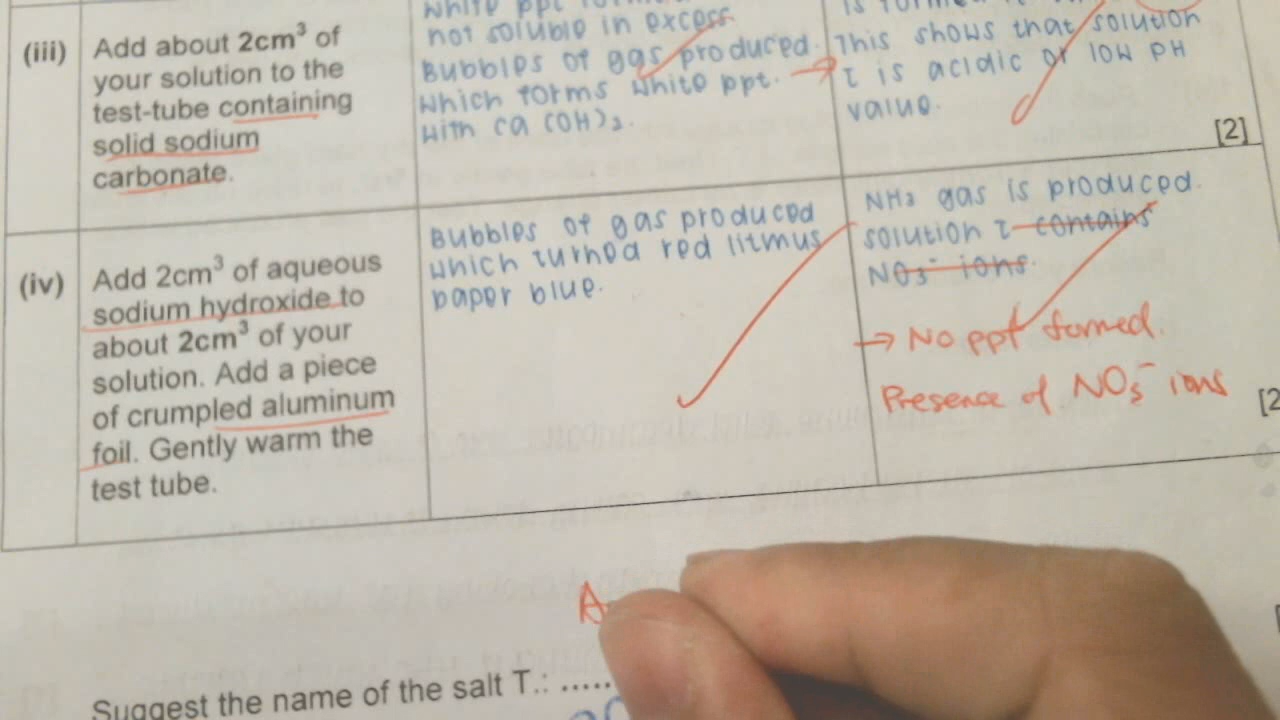 (iii)
Add about 2cm³ of
your solution to the
test-tube containing
solid sodium
carbonate.
white ppt
not soluble in excess
Bubbles of gas produced.
which forms white ppt.
with ca(OH)₂.
→
This shows that solution
T is acidic or low pH
value.
[2]
(iv)
Add 2cm³ of aqueous
sodium hydroxide to
about 2cm³ of your
solution. Add a piece
of crumpled aluminum
foil. Gently warm the
test tube.
Bubbles of gas produced
which turned red litmus
paper blue.
NH₃ gas is produced.
solution T contains
NO₃⁻ ions.
→ No ppt formed.
Presence of NO₃⁻ ions
[2
A
Suggest the name of the salt T.: ......